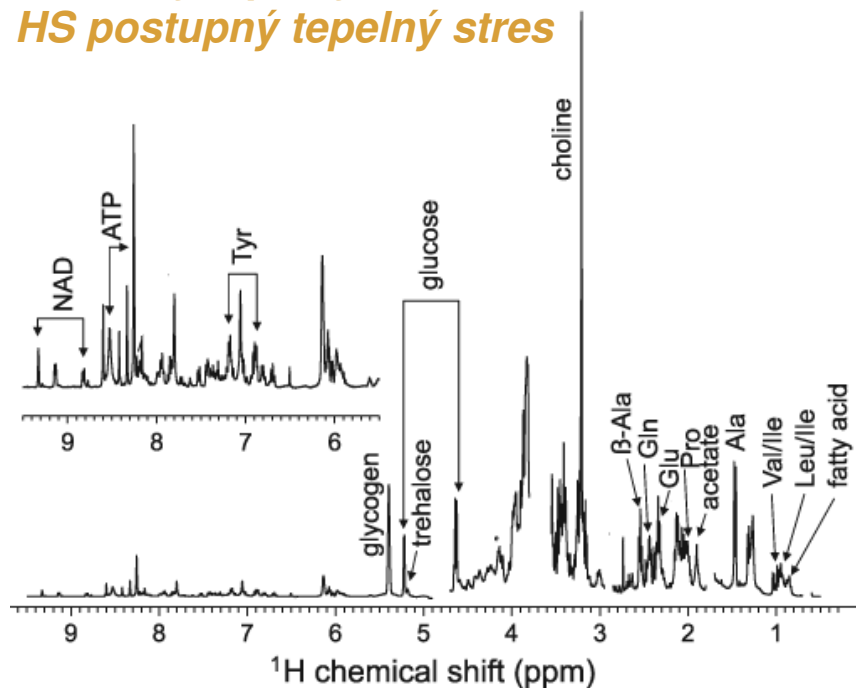 HS postupný tepelný stres
NAD
ATP
Tyr
glucose
choline
9 8 7 6
glycogen
trehalose
ß-Ala
Gln
Glu
Pro
acetate
Ala
Val/Ile
Leu/Ile
fatty acid
9 8 7 6 5 4 3 2 1
¹H chemical shift (ppm)